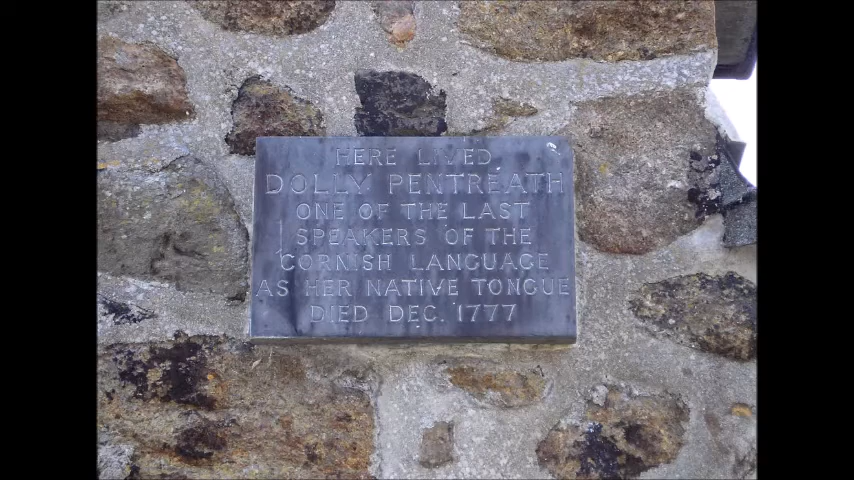 HERE LIVED
DOLLY PENTREATH
ONE OF THE LAST
SPEAKERS OF THE
CORNISH LANGUAGE
AS HER NATIVE TONGUE
DIED DEC. 1777